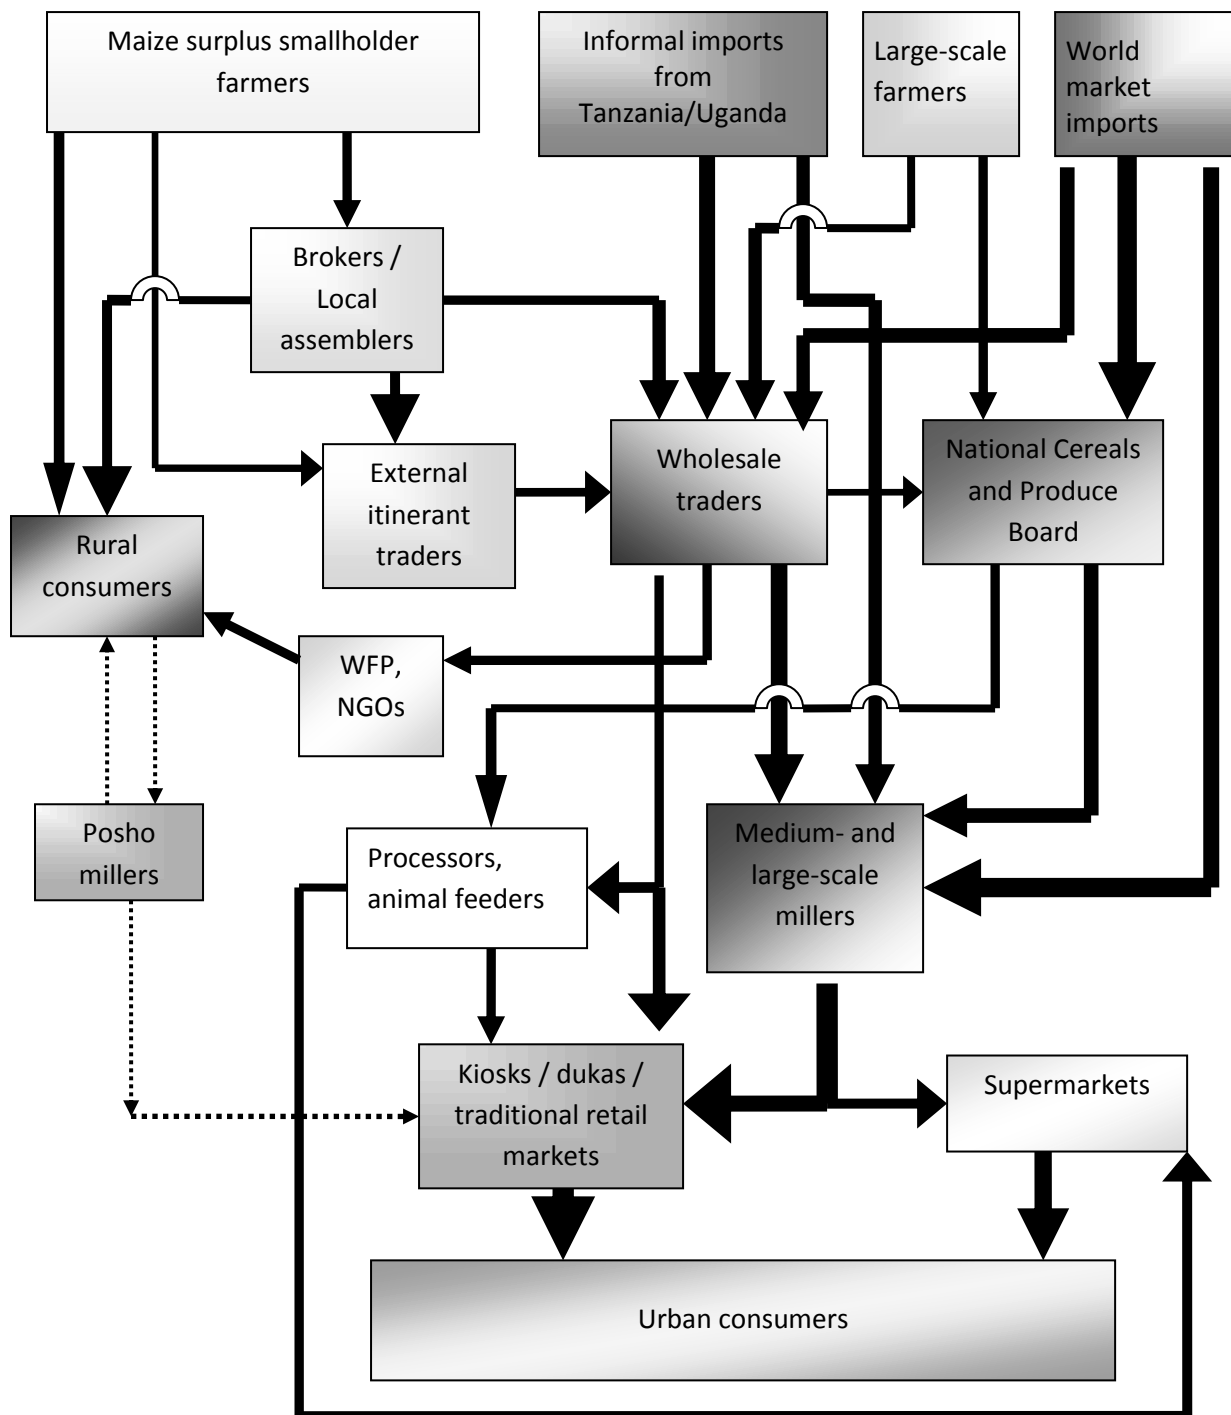 Maize surplus smallholder
farmers
Informal imports
from
Tanzania/Uganda
Large-scale
farmers
World
market
imports
Brokers /
Local
assemblers
External
itinerant
traders
Wholesale
traders
National Cereals
and Produce
Board
Rural
consumers
WFP,
NGOs
Posho
millers
Processors,
animal feeders
Medium- and
large-scale
millers
Kiosks / dukas /
traditional retail
markets
Supermarkets
Urban consumers